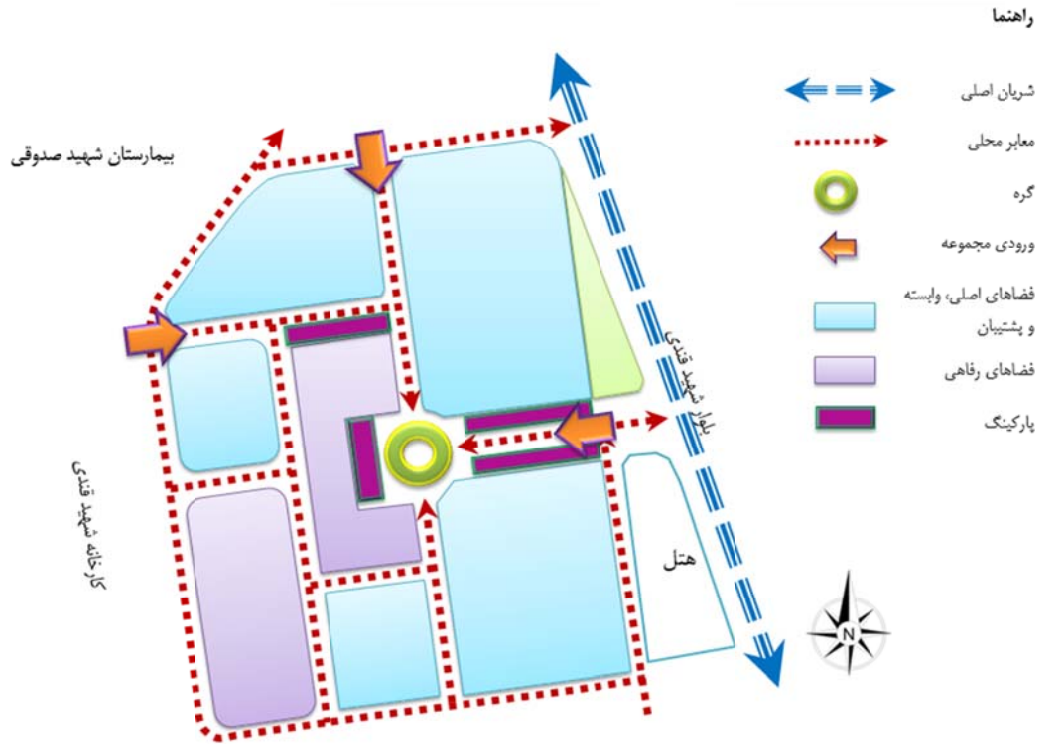 راهنما
شریان اصلی
معابر محلی
گره
ورودی مجموعه
فضاهای اصلی، وابسته
و پشتیبان
فضاهای رفاهی
پارکینگ
بیمارستان شهید صدوقی
بلوار شهید قندی
کارخانه شهید قندی
هتل
N